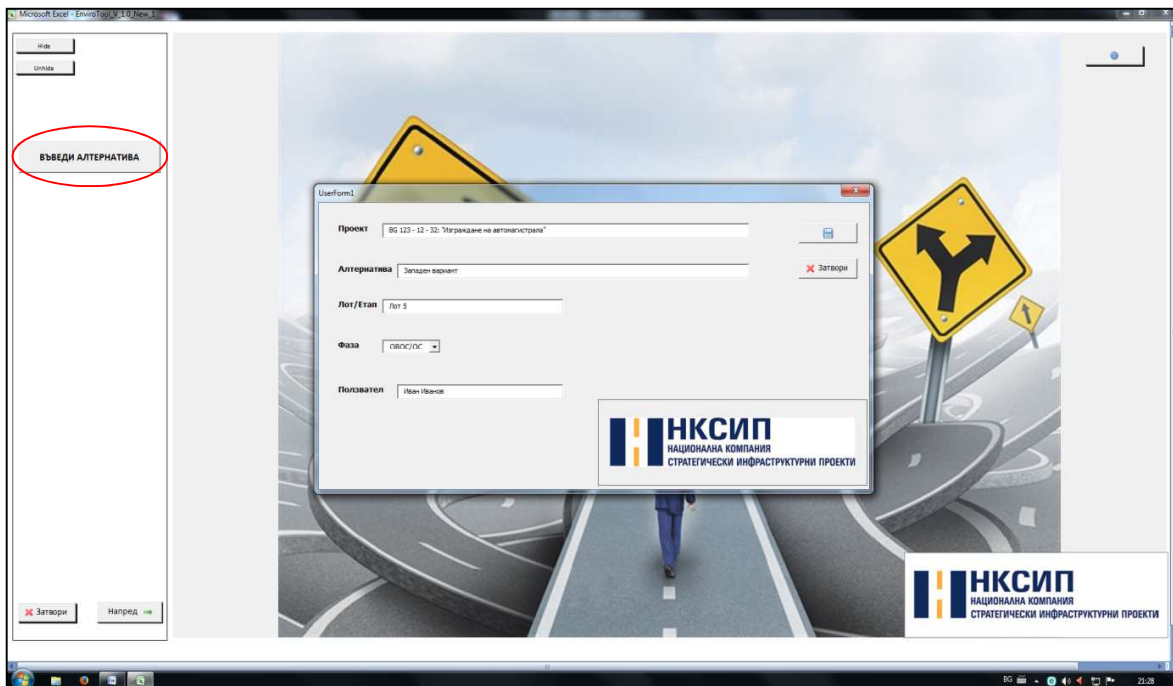 Microsoft Excel - EnviroTool_V_1.0_New_1
Hide
Unhide
ВЪВЕДИ АЛТЕРНАТИВА
UserForm1
Проект BG 123 - 12 - 32: "Изграждане на автомагистрала"
Алтернатива Западен вариант
Затвори
Лот/Етап Лот 5
Фаза ОВОС/ОС
Ползвател Иван Иванов
НКСИП
НАЦИОНАЛНА КОМПАНИЯ
СТРАТЕГИЧЕСКИ ИНФРАСТРУКТУРНИ ПРОЕКТИ
НКСИП
НАЦИОНАЛНА КОМПАНИЯ
СТРАТЕГИЧЕСКИ ИНФРАСТРУКТУРНИ ПРОЕКТИ
Затвори Напред
BG 21:28